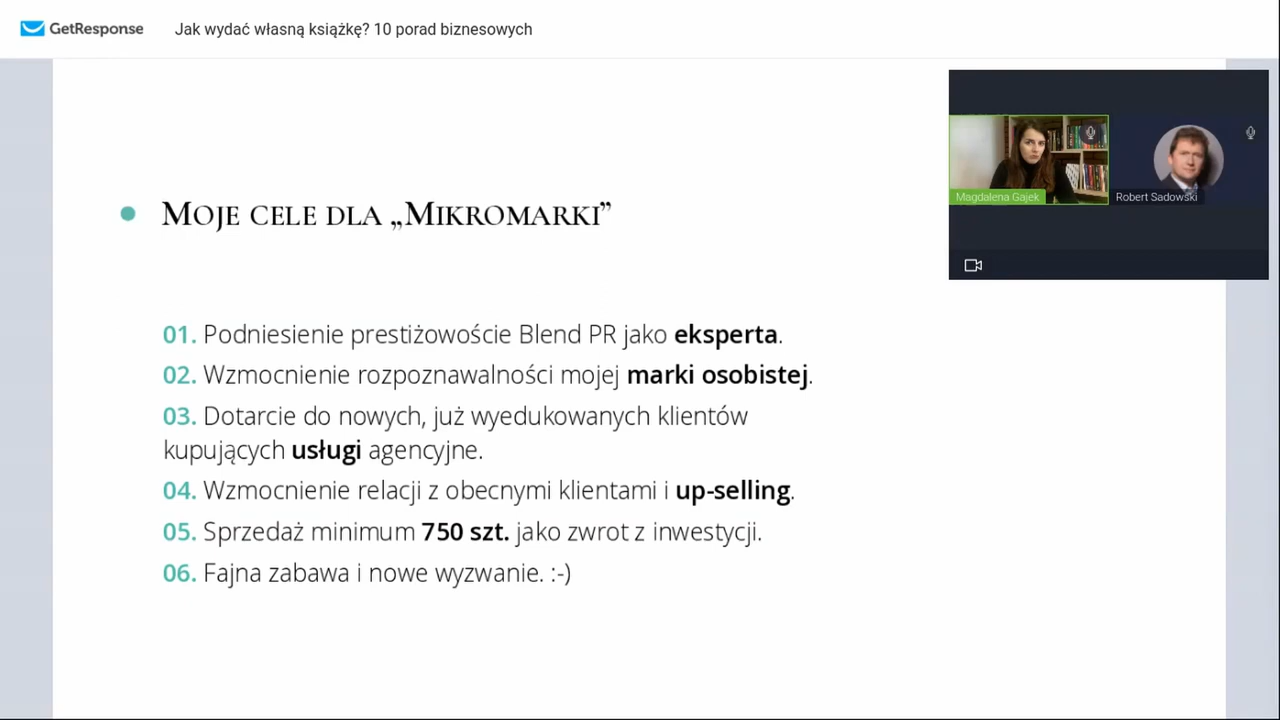 GetResponse
Jak wydać własną książkę? 10 porad biznesowych
Magdalena Gajek
Robert Sadowski
Moje cele dla „Mikromarki”
01. Podniesienie prestiżowoście Blend PR jako eksperta.
02. Wzmocnienie rozpoznawalności mojej marki osobistej.
03. Dotarcie do nowych, już wyedukowanych klientów
kupujących usługi agencyjne.
04. Wzmocnienie relacji z obecnymi klientami i up-selling.
05. Sprzedaż minimum 750 szt. jako zwrot z inwestycji.
06. Fajna zabawa i nowe wyzwanie. :-)